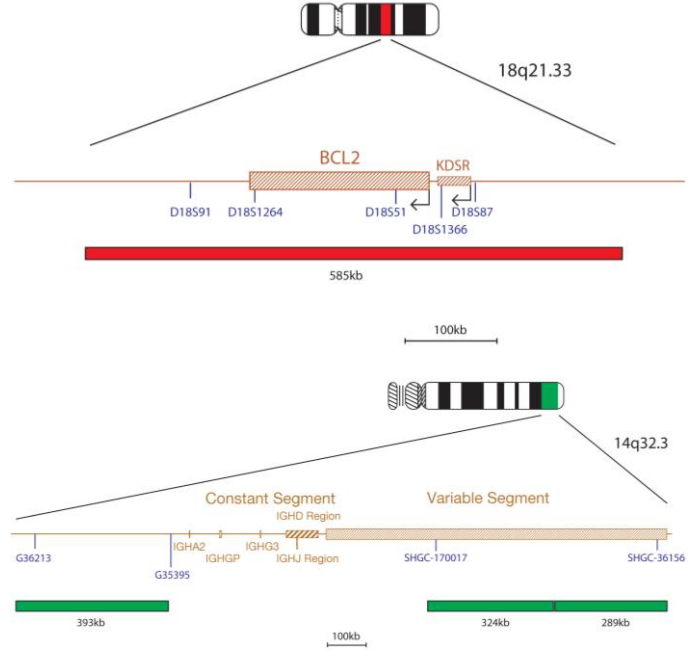 18q21.33
BCL2
KDSR
D18S91
D18S1264
D18S51
D18S87
D18S1366
585kb
100kb
14q32.3
Constant Segment
Variable Segment
IGHD Region
IGHA2
IGHGP
IGHG3
IGHJ Region
G36213
G35395
SHGC-170017
SHGC-36156
393kb
324kb
289kb
100kb